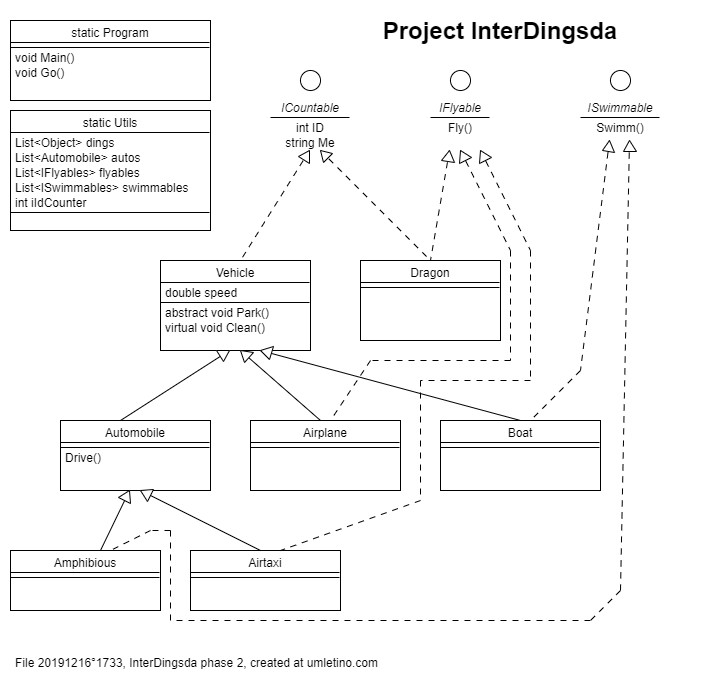 Project InterDingsda
static Program
void Main()
void Go()
static Utils
List<Object> dings
List<Automobile> autos
List<IFlyables> flyables
List<ISwimmables> swimmables
int iIdCounter
ICountable
int ID
string Me
IFlyable
Fly()
ISwimmable
Swimm()
Vehicle
double speed
abstract void Park()
virtual void Clean()
Dragon
Automobile
Drive()
Airplane
Boat
Amphibious
Airtaxi
File 20191216°1733, InterDingsda phase 2, created at umletino.com